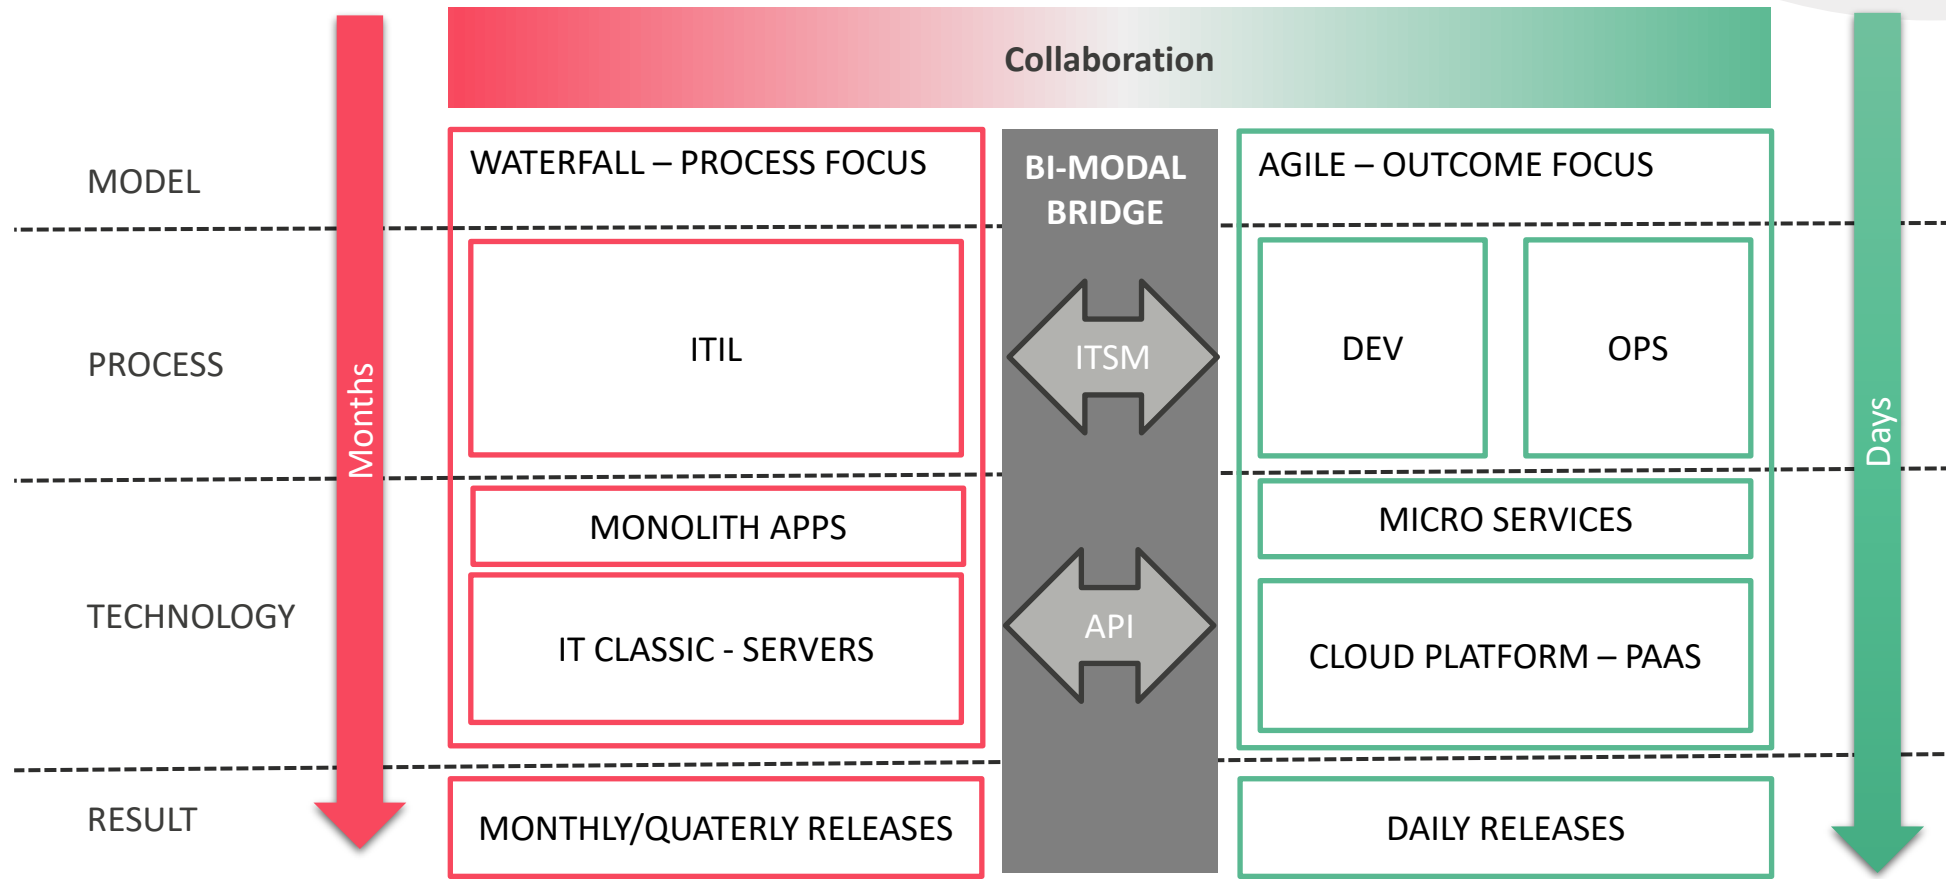 Collaboration
MODEL
WATERFALL – PROCESS FOCUS
BI-MODAL
BRIDGE
AGILE – OUTCOME FOCUS
PROCESS
Months
ITIL
ITSM
DEV
OPS
Days
TECHNOLOGY
MONOLITH APPS
MICRO SERVICES
IT CLASSIC - SERVERS
API
CLOUD PLATFORM – PAAS
RESULT
MONTHLY/QUATERLY RELEASES
DAILY RELEASES